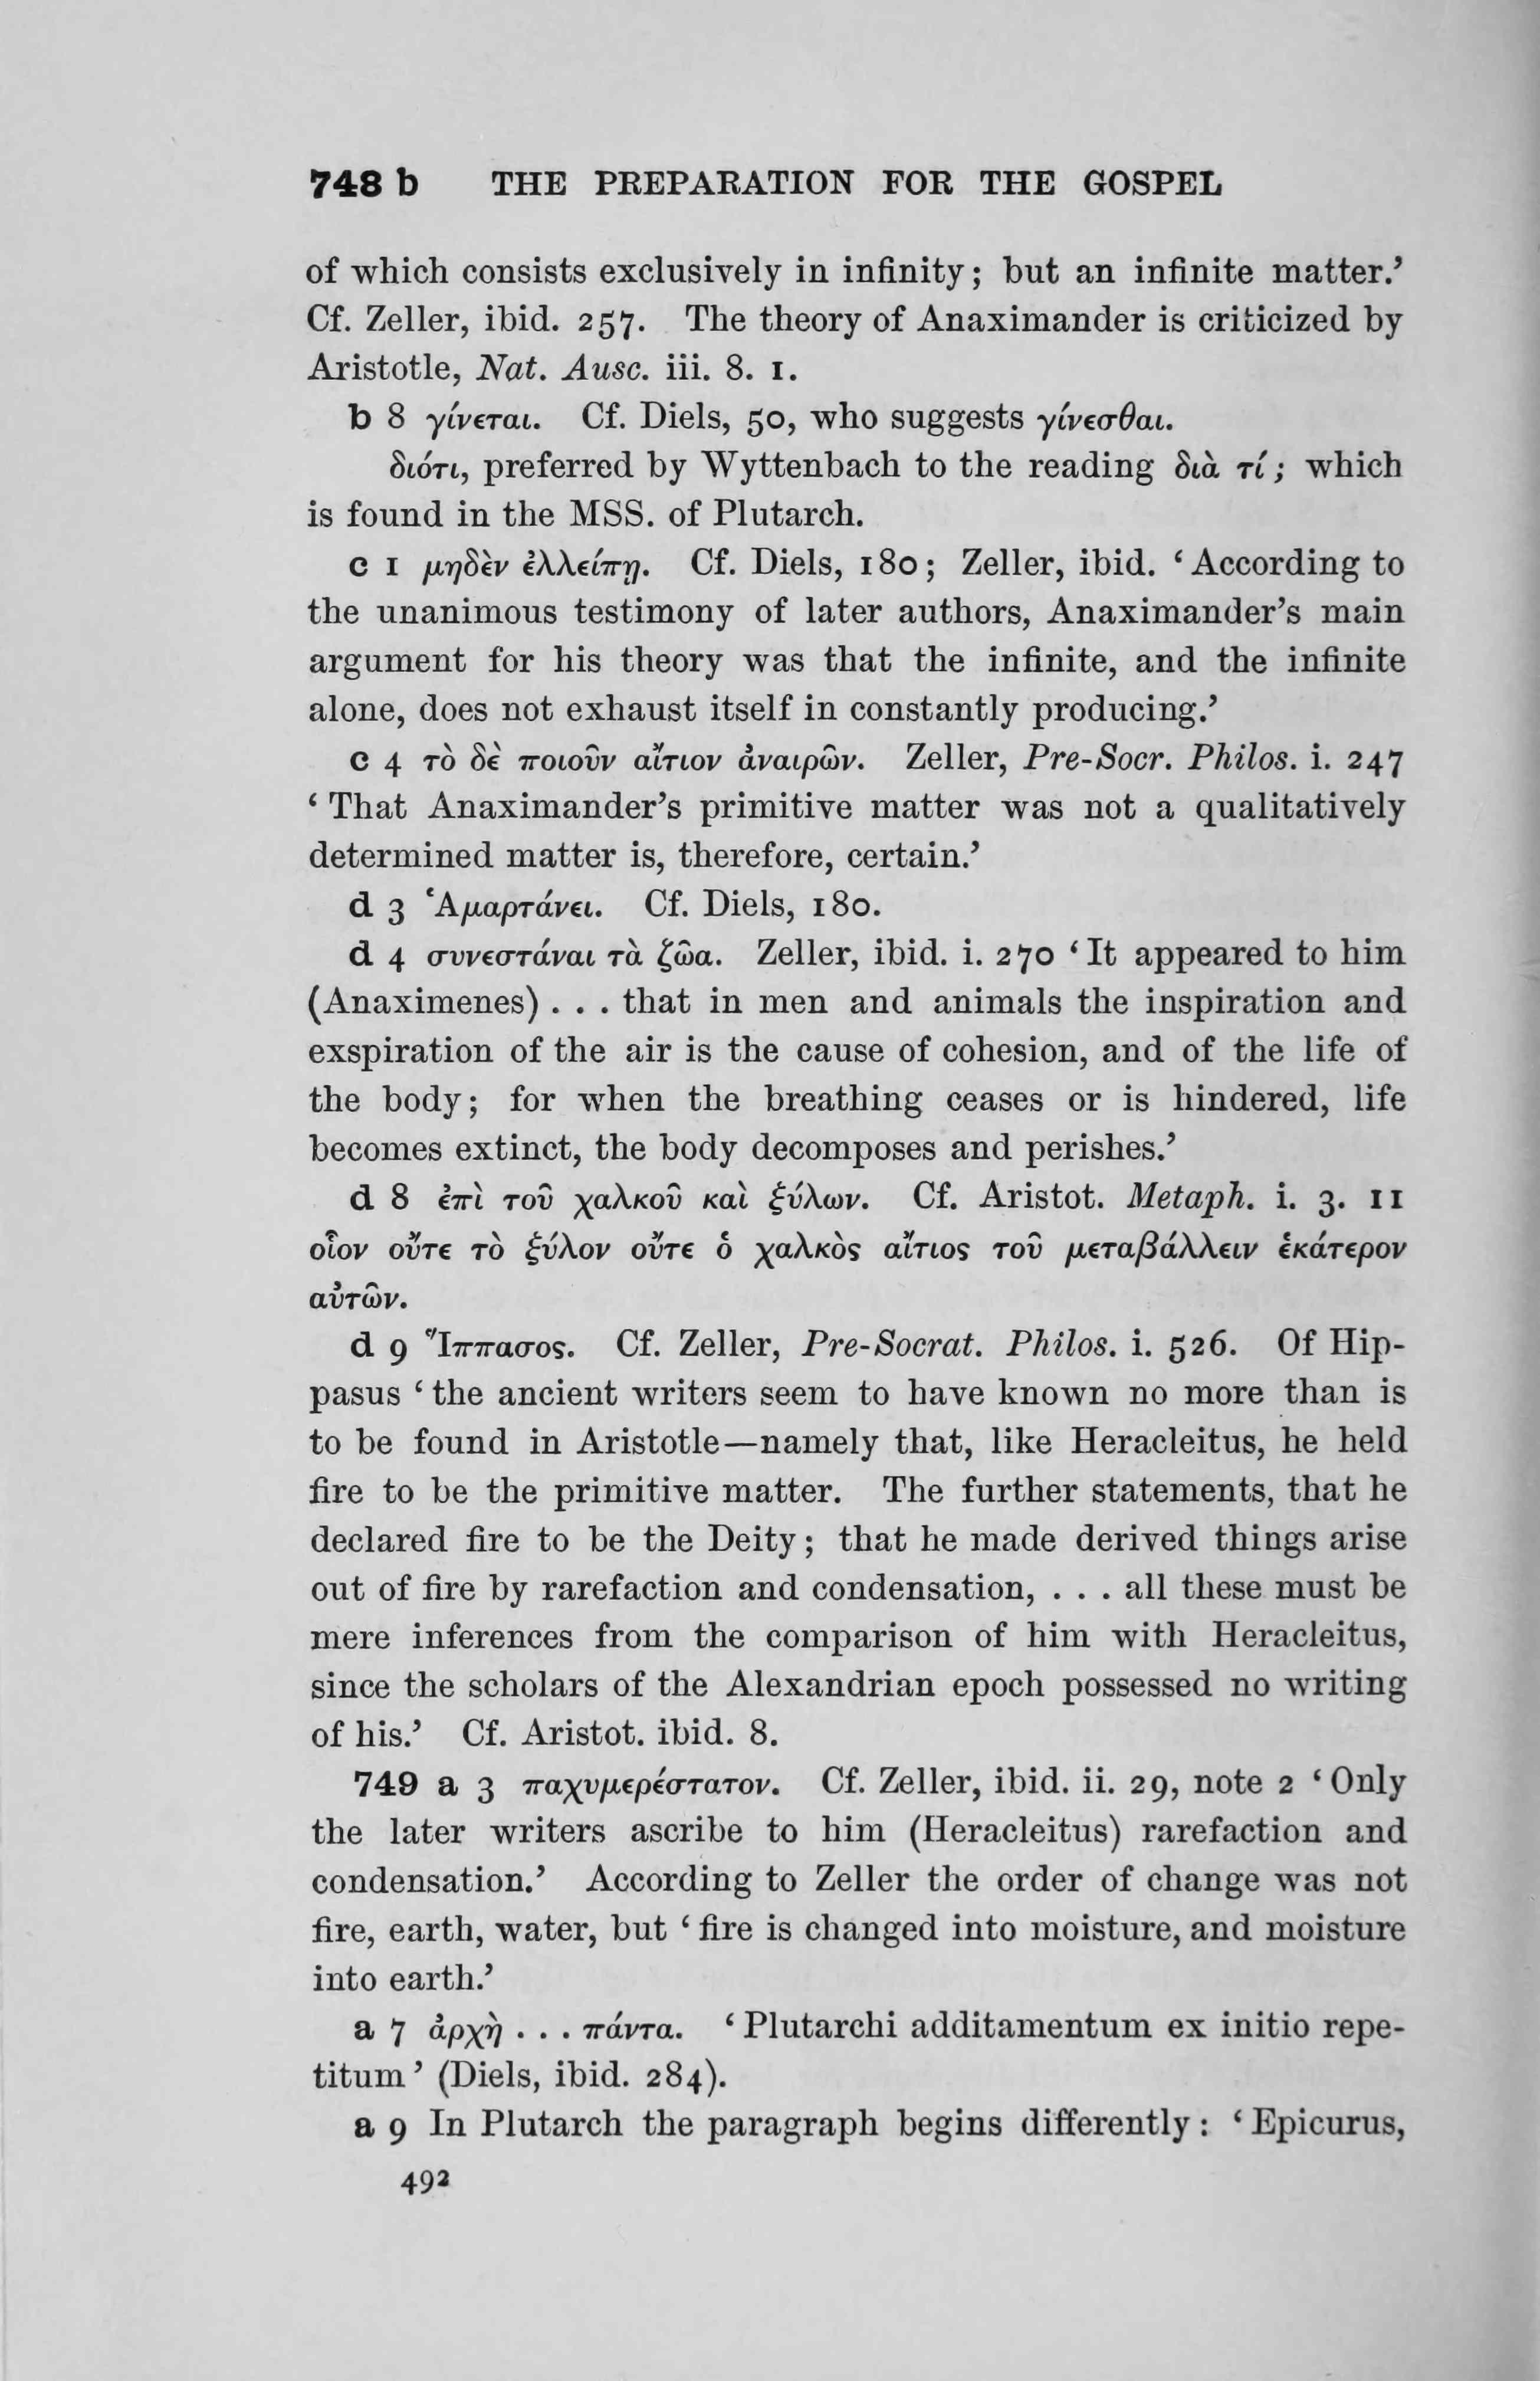 748 b THE PREPARATION FOR THE GOSPEL
of which consists exclusively in infinity; but an infinite matter.’
Cf. Zeller, ibid. 257. The theory of Anaximander is criticized by
Aristotle, Nat. Ausc. iii. 8. 1.
b 8 γίνεται. Cf. Diels, 50, who suggests γίνεσθαι.
διότι, preferred by Wyttenbach to the reading διὰ τί; which
is found in the MSS. of Plutarch.
c 1 μηδὲν ἐλλείπῃ. Cf. Diels, 180; Zeller, ibid. ‘According to
the unanimous testimony of later authors, Anaximander’s main
argument for his theory was that the infinite, and the infinite
alone, does not exhaust itself in constantly producing.’
c 4 τὸ δὲ ποιοῦν αἴτιον ἀναιρῶν. Zeller, Pre-Socr. Philos. i. 247
‘That Anaximander’s primitive matter was not a qualitatively
determined matter is, therefore, certain.’
d 3 Ἁμαρτάνει. Cf. Diels, 180.
d 4 συνεστάναι τὰ ζῶα. Zeller, ibid. i. 270 ‘It appeared to him
(Anaximenes) . . . that in men and animals the inspiration and
exspiration of the air is the cause of cohesion, and of the life of
the body; for when the breathing ceases or is hindered, life
becomes extinct, the body decomposes and perishes.’
d 8 ἐπὶ τοῦ χαλκοῦ καὶ ξύλων. Cf. Aristot. Metaph. i. 3. 11
οἷον οὔτε τὸ ξύλον οὔτε ὁ χαλκὸς αἴτιος τοῦ μεταβάλλειν ἑκάτερον
αὐτῶν.
d 9 Ἵππασος. Cf. Zeller, Pre-Socrat. Philos. i. 526. Of Hip-
pasus ‘the ancient writers seem to have known no more than is
to be found in Aristotle—namely that, like Heracleitus, he held
fire to be the primitive matter. The further statements, that he
declared fire to be the Deity; that he made derived things arise
out of fire by rarefaction and condensation, . . . all these must be
mere inferences from the comparison of him with Heracleitus,
since the scholars of the Alexandrian epoch possessed no writing
of his.’ Cf. Aristot. ibid. 8.
749 a 3 παχυμερέστατον. Cf. Zeller, ibid. ii. 29, note 2 ‘Only
the later writers ascribe to him (Heracleitus) rarefaction and
condensation.’ According to Zeller the order of change was not
fire, earth, water, but ‘fire is changed into moisture, and moisture
into earth.’
a 7 ἀρχὴ . . . πάντα. ‘Plutarchi additamentum ex initio repe-
titum’ (Diels, ibid. 284).
a 9 In Plutarch the paragraph begins differently: ‘Epicurus,
492